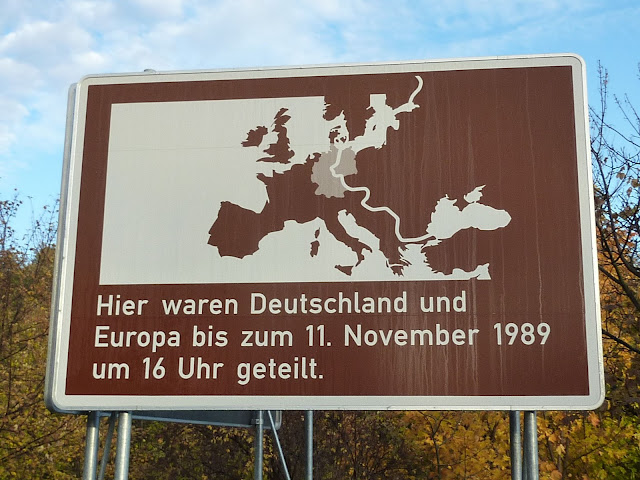 Hier waren Deutschland und
Europa bis zum 11. November 1989
um 16 Uhr geteilt.